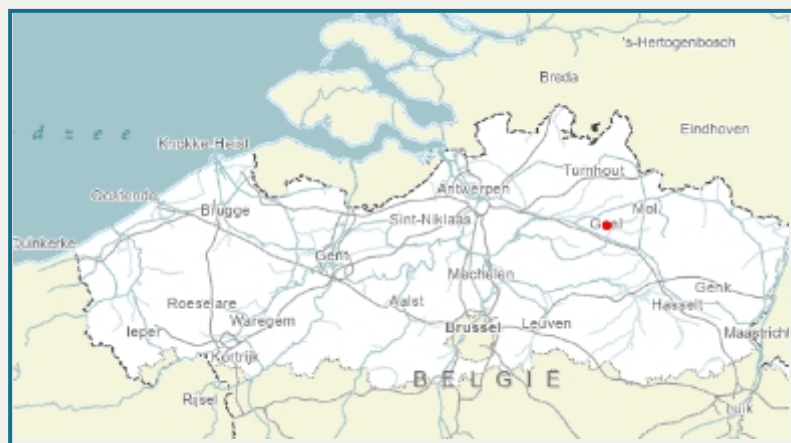 's-Hertogenbosch
Breda
dzee
Eindhoven
Knokke-Heist
Turnhout
Antwerpen
Oostende
Mol
Brugge
Sint-Niklaas
Duinkerke
Gent
Mechelen
Genk
Roeselare
Aalst
Hasselt
Waregem
Brussel
Leuven
Ieper
Maastricht
Kortrijk
BELGIË
Rijsel
Luik